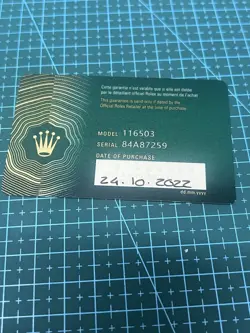 Cette garantie n'est valable que si elle est datée
par le détaillant officiel Rolex au moment de l'achat
This guarantee is valid only if dated by the
Official Rolex Retailer at the time of purchase.
MODEL 116503
SERIAL 84A87259
DATE OF PURCHASE
24.10.2022